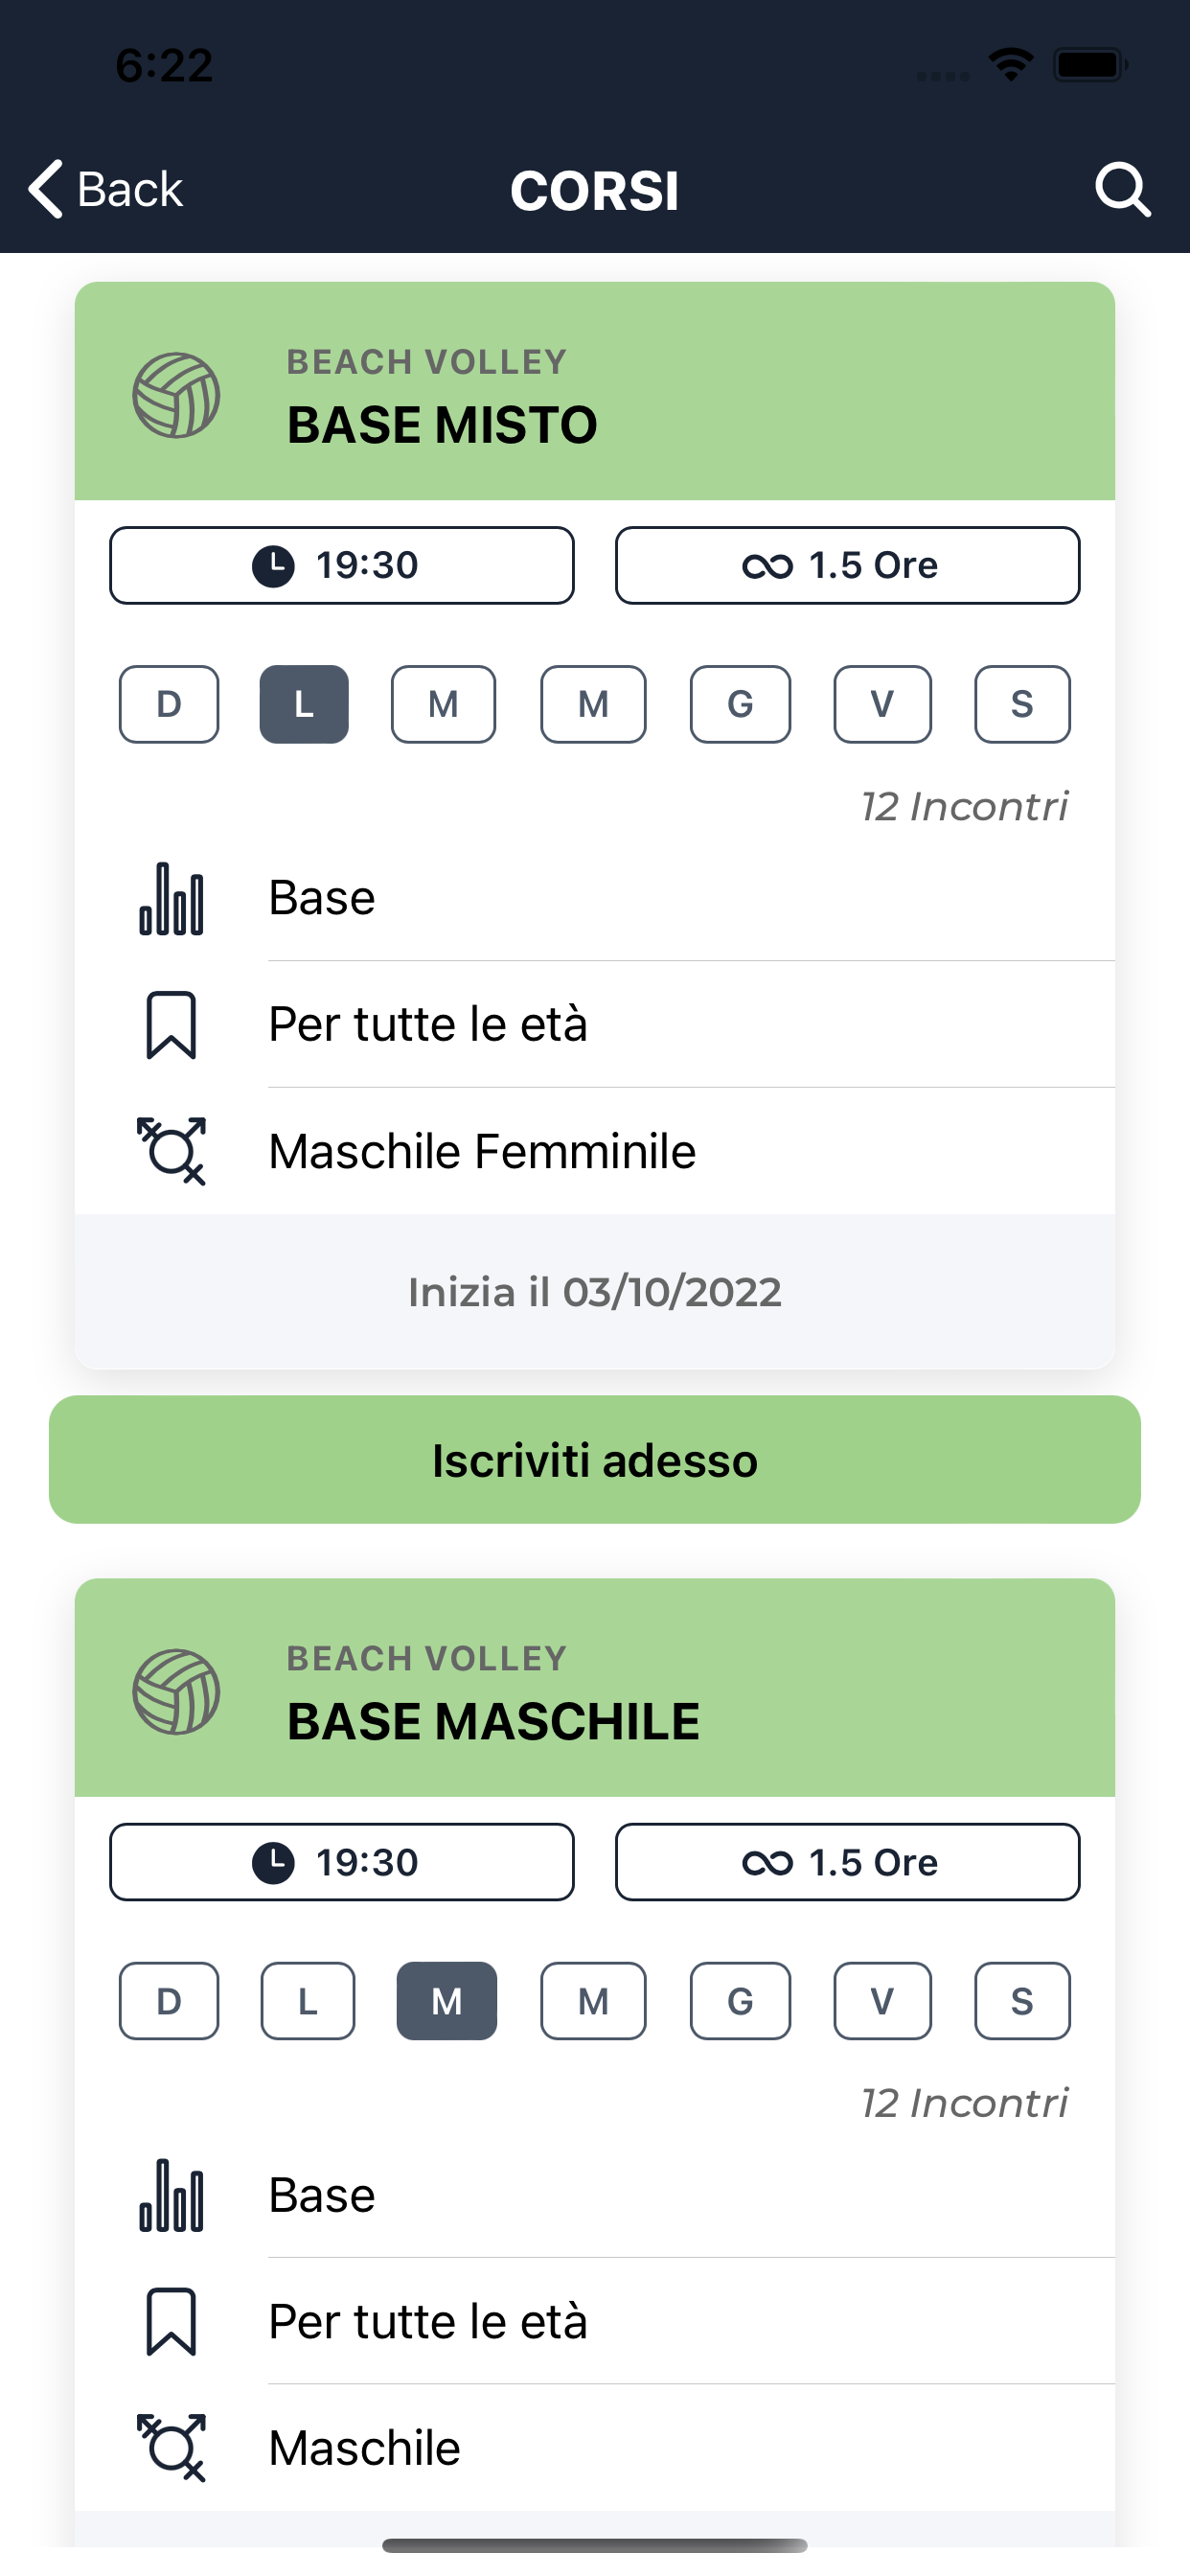 6:22
Back
CORSI
BEACH VOLLEY
BASE MISTO
19:30
1.5 Ore
D L M M G V S
12 Incontri
Base
Per tutte le età
Maschile Femminile
Inizia il 03/10/2022
Iscriviti adesso
BEACH VOLLEY
BASE MASCHILE
19:30
1.5 Ore
D L M M G V S
12 Incontri
Base
Per tutte le età
Maschile